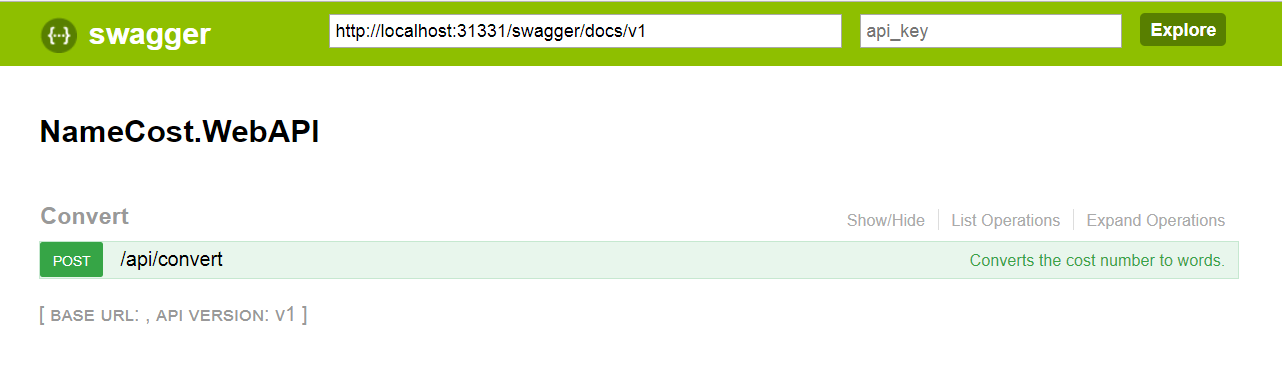 {···} swagger http://localhost:31331/swagger/docs/v1 api_key Explore
NameCost.WebAPI
Convert Show/Hide List Operations Expand Operations
POST /api/convert Converts the cost number to words.
[ BASE URL: , API VERSION: v1 ]